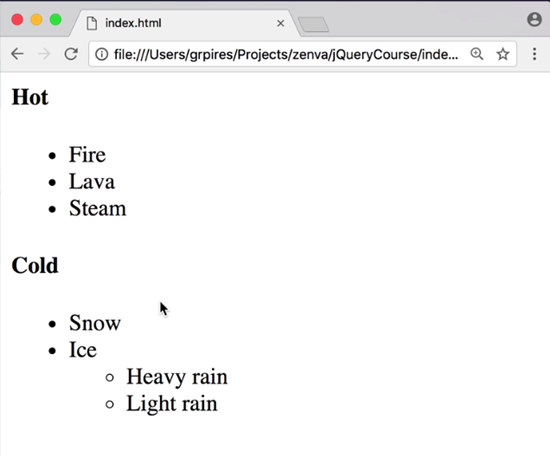 index.html
file:///Users/grpires/Projects/zenva/jQueryCourse/inde...
Hot
Fire
Lava
Steam
Cold
Snow
Ice
Heavy rain
Light rain